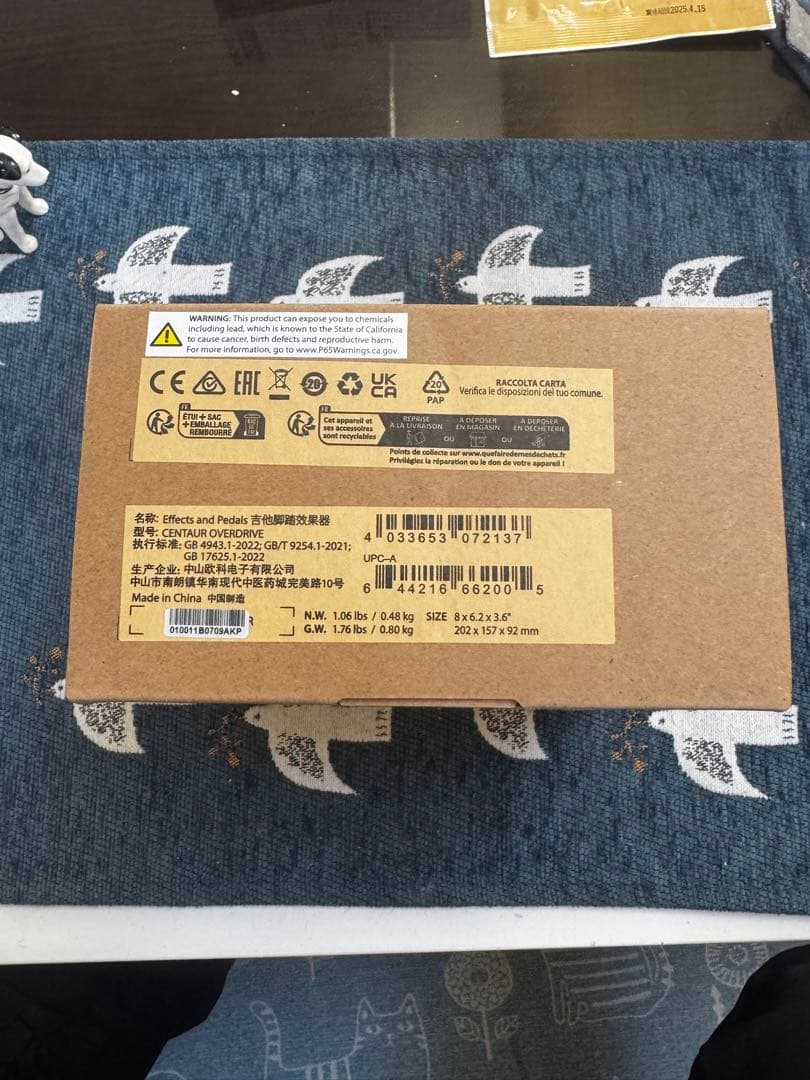 2025.4.15
WARNING: This product can expose you to chemicals
including lead, which is known to the State of California
to cause cancer, birth defects and reproductive harm.
For more information, go to www.P65Warnings.ca.gov.
CE EAC 20 UK CA 20 PAP
RACCOLTA CARTA
Verifica le disposizioni del tuo comune.
FR
ÉTUI + SAC
+ EMBALLAGE
REMBOURRÉ
FR
Cet appareil et
ses accessoires
sont recyclables
REPRISE
À LA LIVRAISON
OU
À DÉPOSER
EN MAGASIN
OU
À DÉPOSER
EN DÉCHÈTERIE
Points de collecte sur www.quefairedemesdechets.fr
Privilégiez la réparation ou le don de votre appareil !
名称: Effects and Pedals 吉他脚踏效果器
型号: CENTAUR OVERDRIVE
执行标准: GB 4943.1-2022; GB/T 9254.1-2021;
GB 17625.1-2022
生产企业: 中山欧科电子有限公司
中山市南朗镇华南现代中医药城完美路10号
Made in China 中国制造
010011B0709AKP
R
4 033653 072137
UPC-A
6 44216 66200 5
N.W. 1.06 lbs / 0.48 kg SIZE 8 x 6.2 x 3.6"
G.W. 1.76 lbs / 0.80 kg 202 x 157 x 92 mm